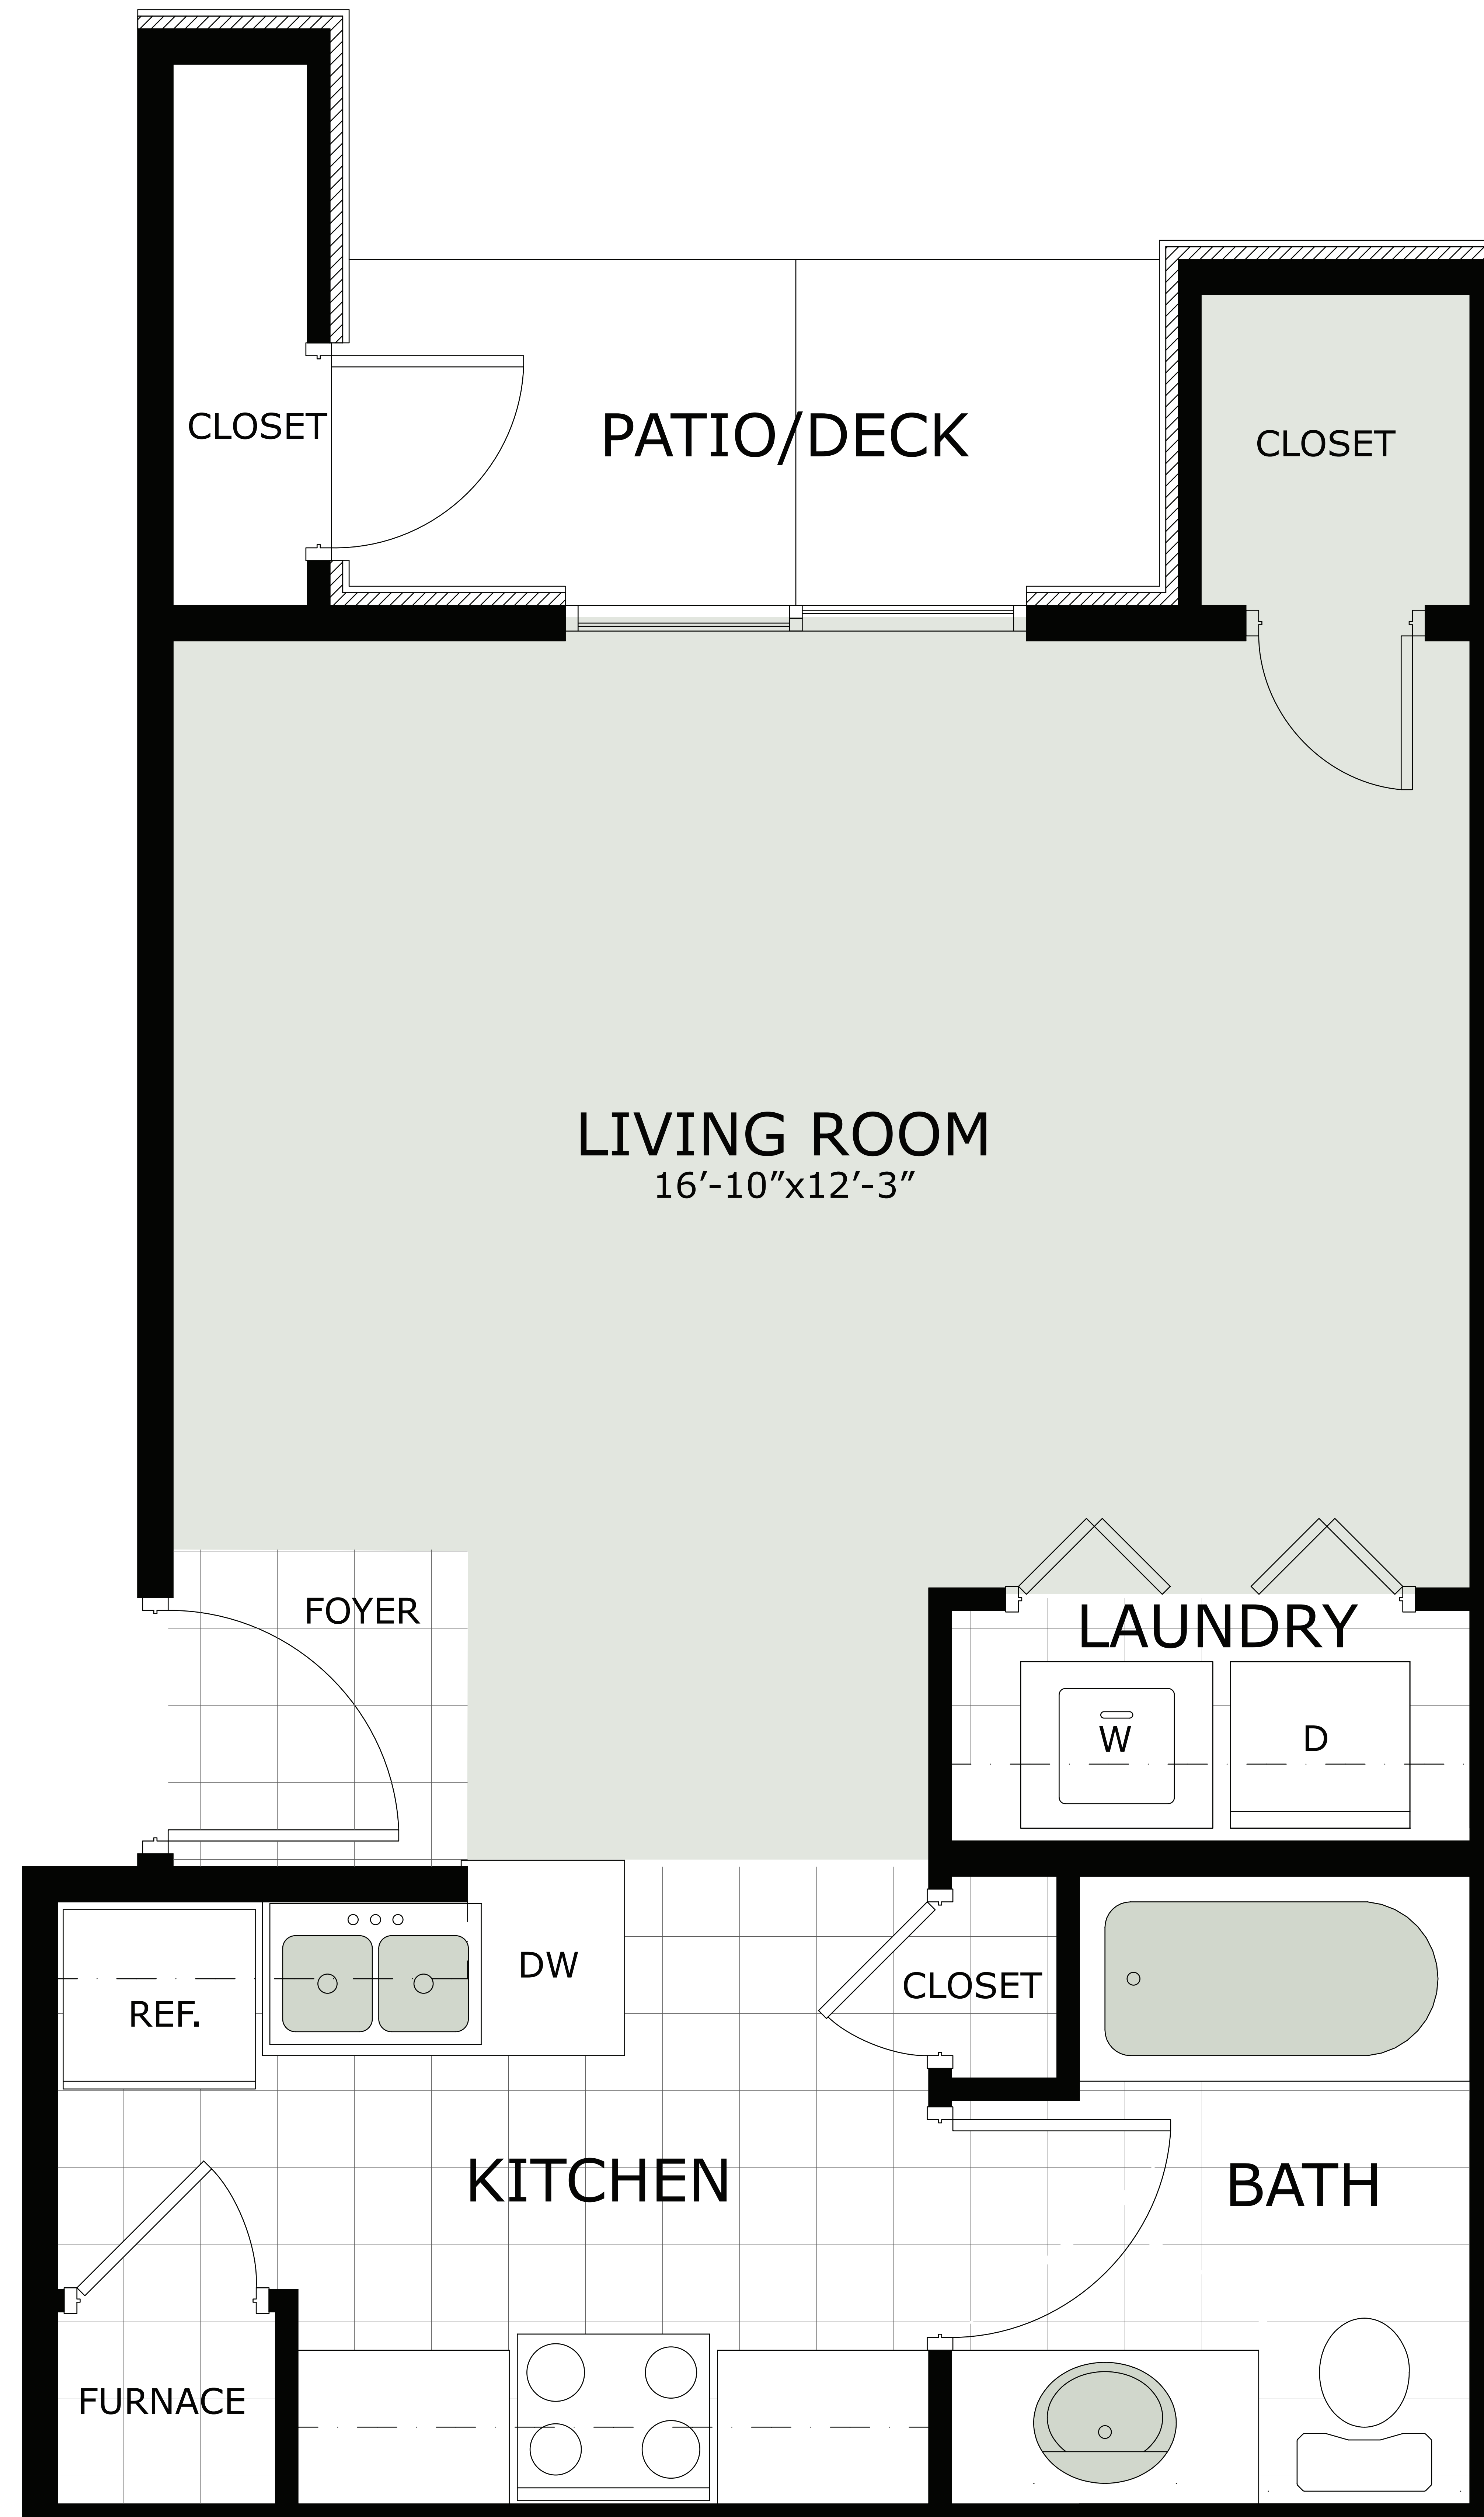 CLOSET
PATIO/DECK
CLOSET
LIVING ROOM
16’-10”x12’-3”
FOYER
LAUNDRY
W
D
DW
REF.
CLOSET
KITCHEN
BATH
FURNACE